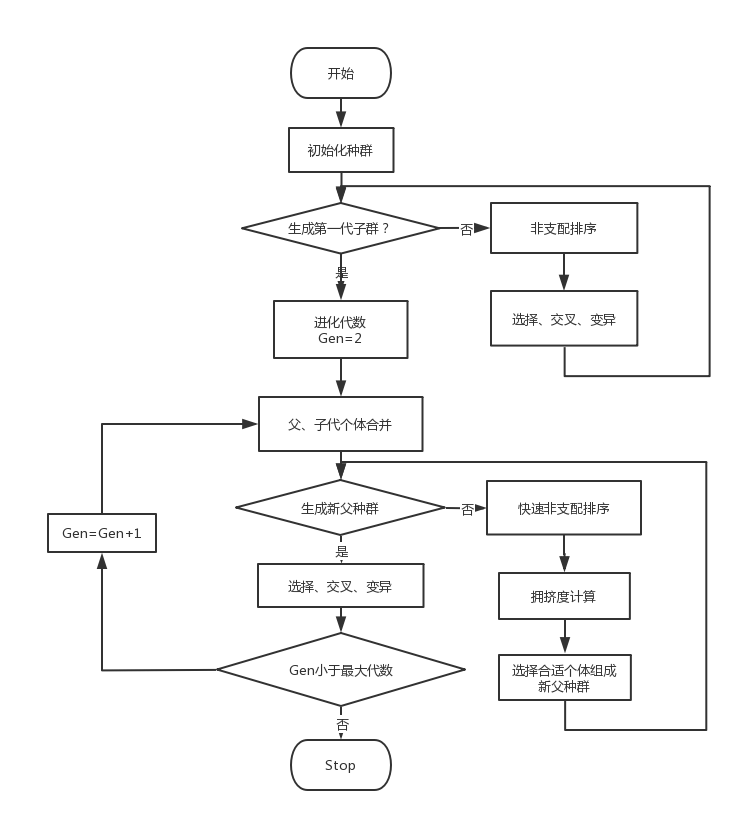 开始
初始化种群
生成第一代子群？
否
非支配排序
是
选择、交叉、变异
进化代数
Gen=2
父、子代个体合并
生成新父种群
否
快速非支配排序
Gen=Gen+1
是
选择、交叉、变异
拥挤度计算
Gen小于最大代数
选择合适个体组成
新父种群
否
Stop